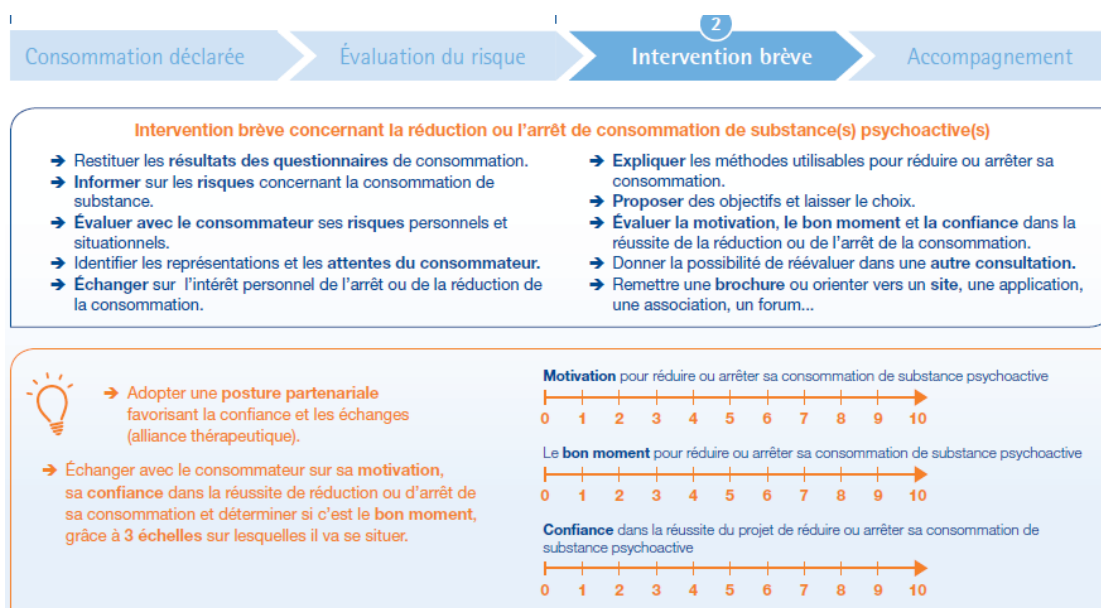 2
Consommation déclarée
Évaluation du risque
Intervention brève
Accompagnement
Intervention brève concernant la réduction ou l'arrêt de consommation de substance(s) psychoactive(s)
➔ Restituer les résultats des questionnaires de consommation.
➔ Informer sur les risques concernant la consommation de
substance.
➔ Évaluer avec le consommateur ses risques personnels et
situationnels.
➔ Identifier les représentations et les attentes du consommateur.
➔ Échanger sur l'intérêt personnel de l'arrêt ou de la réduction de
la consommation.
➔ Expliquer les méthodes utilisables pour réduire ou arrêter sa
consommation.
➔ Proposer des objectifs et laisser le choix.
➔ Évaluer la motivation, le bon moment et la confiance dans la
réussite de la réduction ou de l'arrêt de la consommation.
➔ Donner la possibilité de réévaluer dans une autre consultation.
➔ Remettre une brochure ou orienter vers un site, une application,
une association, un forum...
➔ Adopter une posture partenariale
favorisant la confiance et les échanges
(alliance thérapeutique).
➔ Échanger avec le consommateur sur sa motivation,
sa confiance dans la réussite de réduction ou d'arrêt de
sa consommation et déterminer si c'est le bon moment,
grâce à 3 échelles sur lesquelles il va se situer.
Motivation pour réduire ou arrêter sa consommation de substance psychoactive
0 1 2 3 4 5 6 7 8 9 10
Le bon moment pour réduire ou arrêter sa consommation de substance psychoactive
0 1 2 3 4 5 6 7 8 9 10
Confiance dans la réussite du projet de réduire ou arrêter sa consommation de
substance psychoactive
0 1 2 3 4 5 6 7 8 9 10